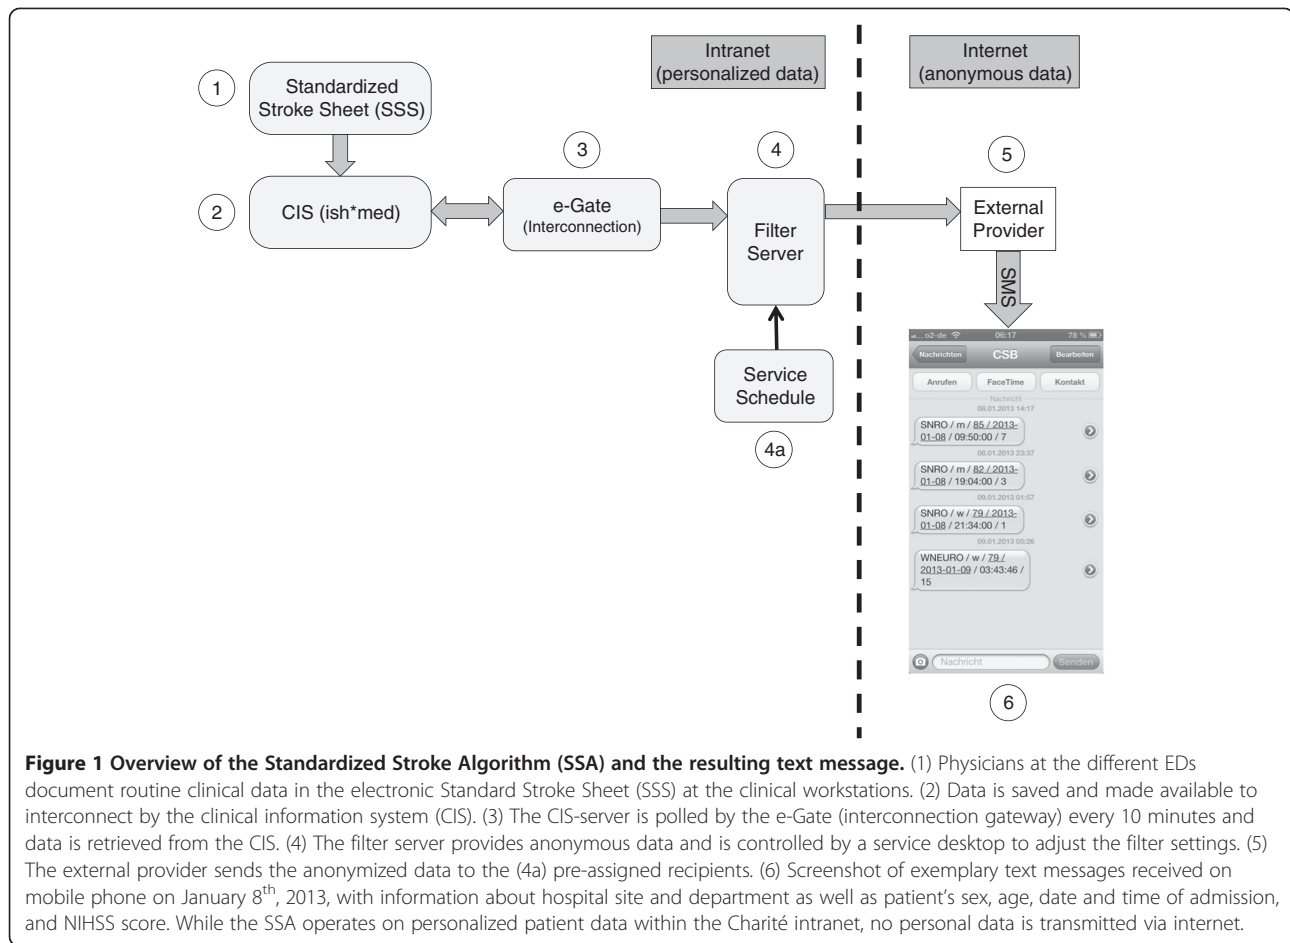 Intranet
(personalized data)
Internet
(anonymous data)
1
Standardized
Stroke Sheet (SSS)
2
CIS (ish*med)
3
e-Gate
(Interconnection)
4
Filter
Server
5
External
Provider
SMS
Service
Schedule
4a
o2-de 06:17 78 %
Nachrichten CSB Bearbeiten
Anrufen FaceTime Kontakt
Nachricht
08.01.2013 14:17
SNRO / m / 85 / 2013-
01-08 / 09:50:00 / 7
08.01.2013 23:37
SNRO / m / 82 / 2013-
01-08 / 19:04:00 / 3
09.01.2013 01:57
SNRO / w / 79 / 2013-
01-08 / 21:34:00 / 1
09.01.2013 05:26
WNEURO / w / 79 /
2013-01-09 / 03:43:46 /
15
Nachricht Senden
6
Figure 1 Overview of the Standardized Stroke Algorithm (SSA) and the resulting text message. (1) Physicians at the different EDs
document routine clinical data in the electronic Standard Stroke Sheet (SSS) at the clinical workstations. (2) Data is saved and made available to
interconnect by the clinical information system (CIS). (3) The CIS-server is polled by the e-Gate (interconnection gateway) every 10 minutes and
data is retrieved from the CIS. (4) The filter server provides anonymous data and is controlled by a service desktop to adjust the filter settings. (5)
The external provider sends the anonymized data to the (4a) pre-assigned recipients. (6) Screenshot of exemplary text messages received on
mobile phone on January 8th, 2013, with information about hospital site and department as well as patient's sex, age, date and time of admission,
and NIHSS score. While the SSA operates on personalized patient data within the Charité intranet, no personal data is transmitted via internet.